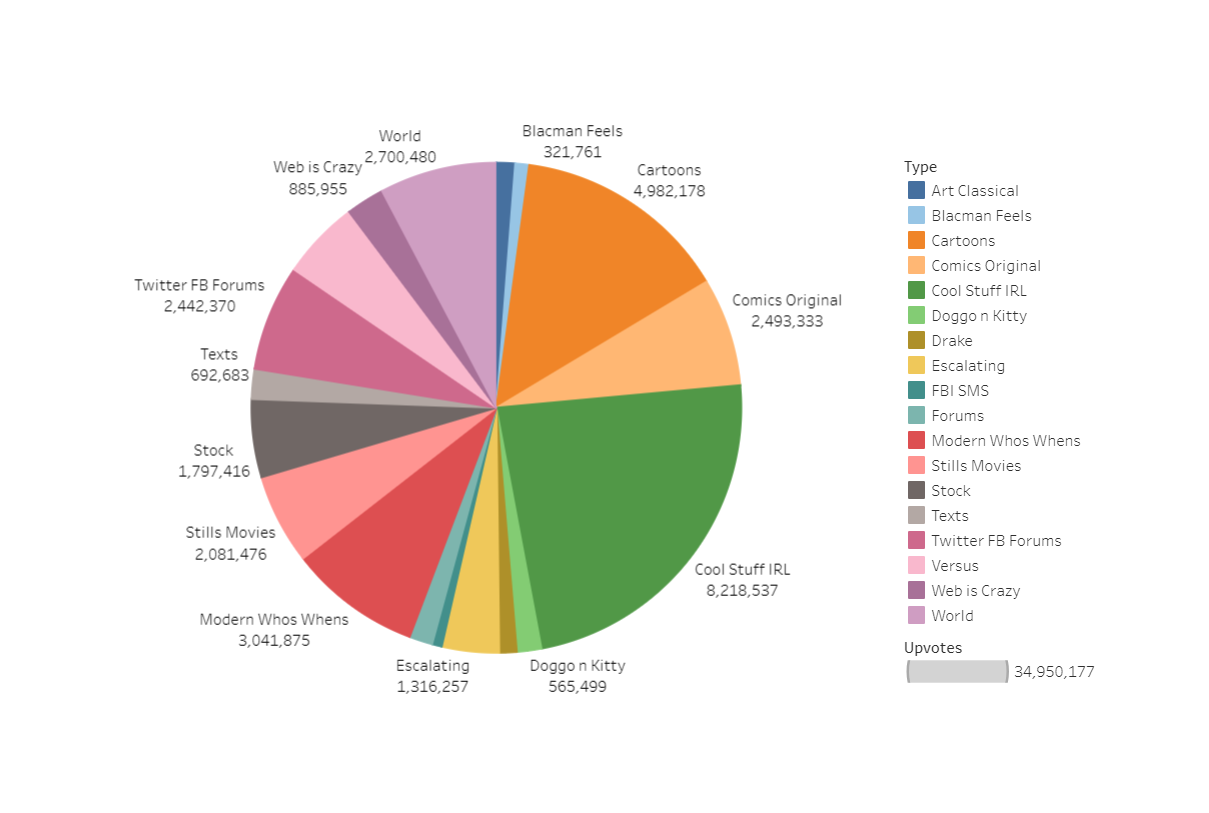 World
2,700,480
Blacman Feels
321,761
Web is Crazy
885,955
Cartoons
4,982,178
Twitter FB Forums
2,442,370
Comics Original
2,493,333
Texts
692,683
Stock
1,797,416
Stills Movies
2,081,476
Cool Stuff IRL
8,218,537
Modern Whos Whens
3,041,875
Escalating
1,316,257
Doggo n Kitty
565,499
Type
Art Classical
Blacman Feels
Cartoons
Comics Original
Cool Stuff IRL
Doggo n Kitty
Drake
Escalating
FBI SMS
Forums
Modern Whos Whens
Stills Movies
Stock
Texts
Twitter FB Forums
Versus
Web is Crazy
World
Upvotes
34,950,177